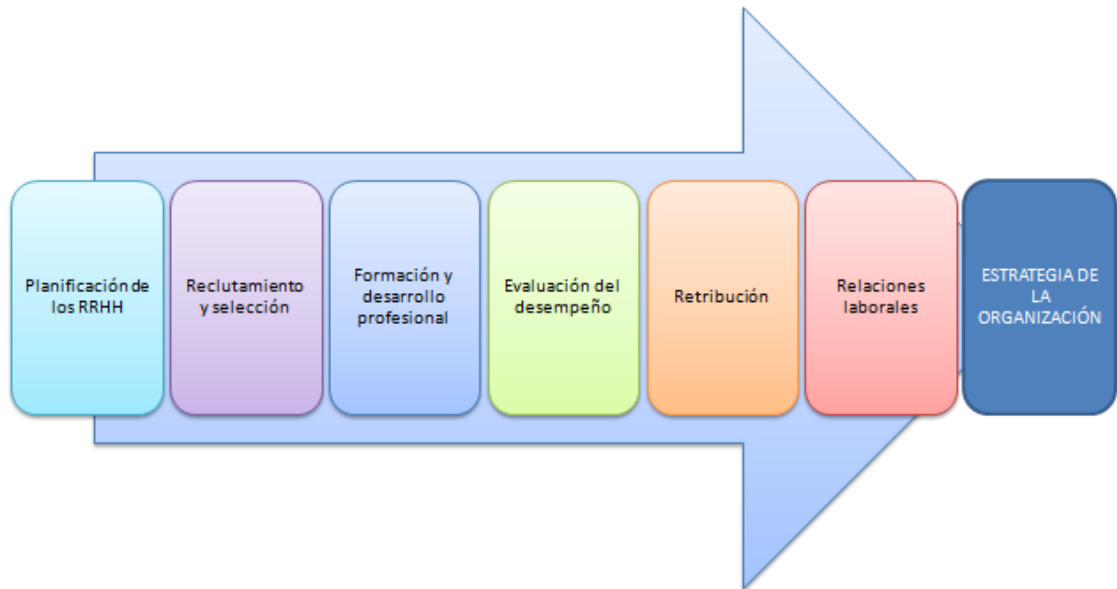 Planificación de
los RRHH
Reclutamiento
y selección
Formación y
desarrollo
profesional
Evaluación del
desempeño
Retribución
Relaciones
laborales
ESTRATEGIA DE
LA
ORGANIZACIÓN